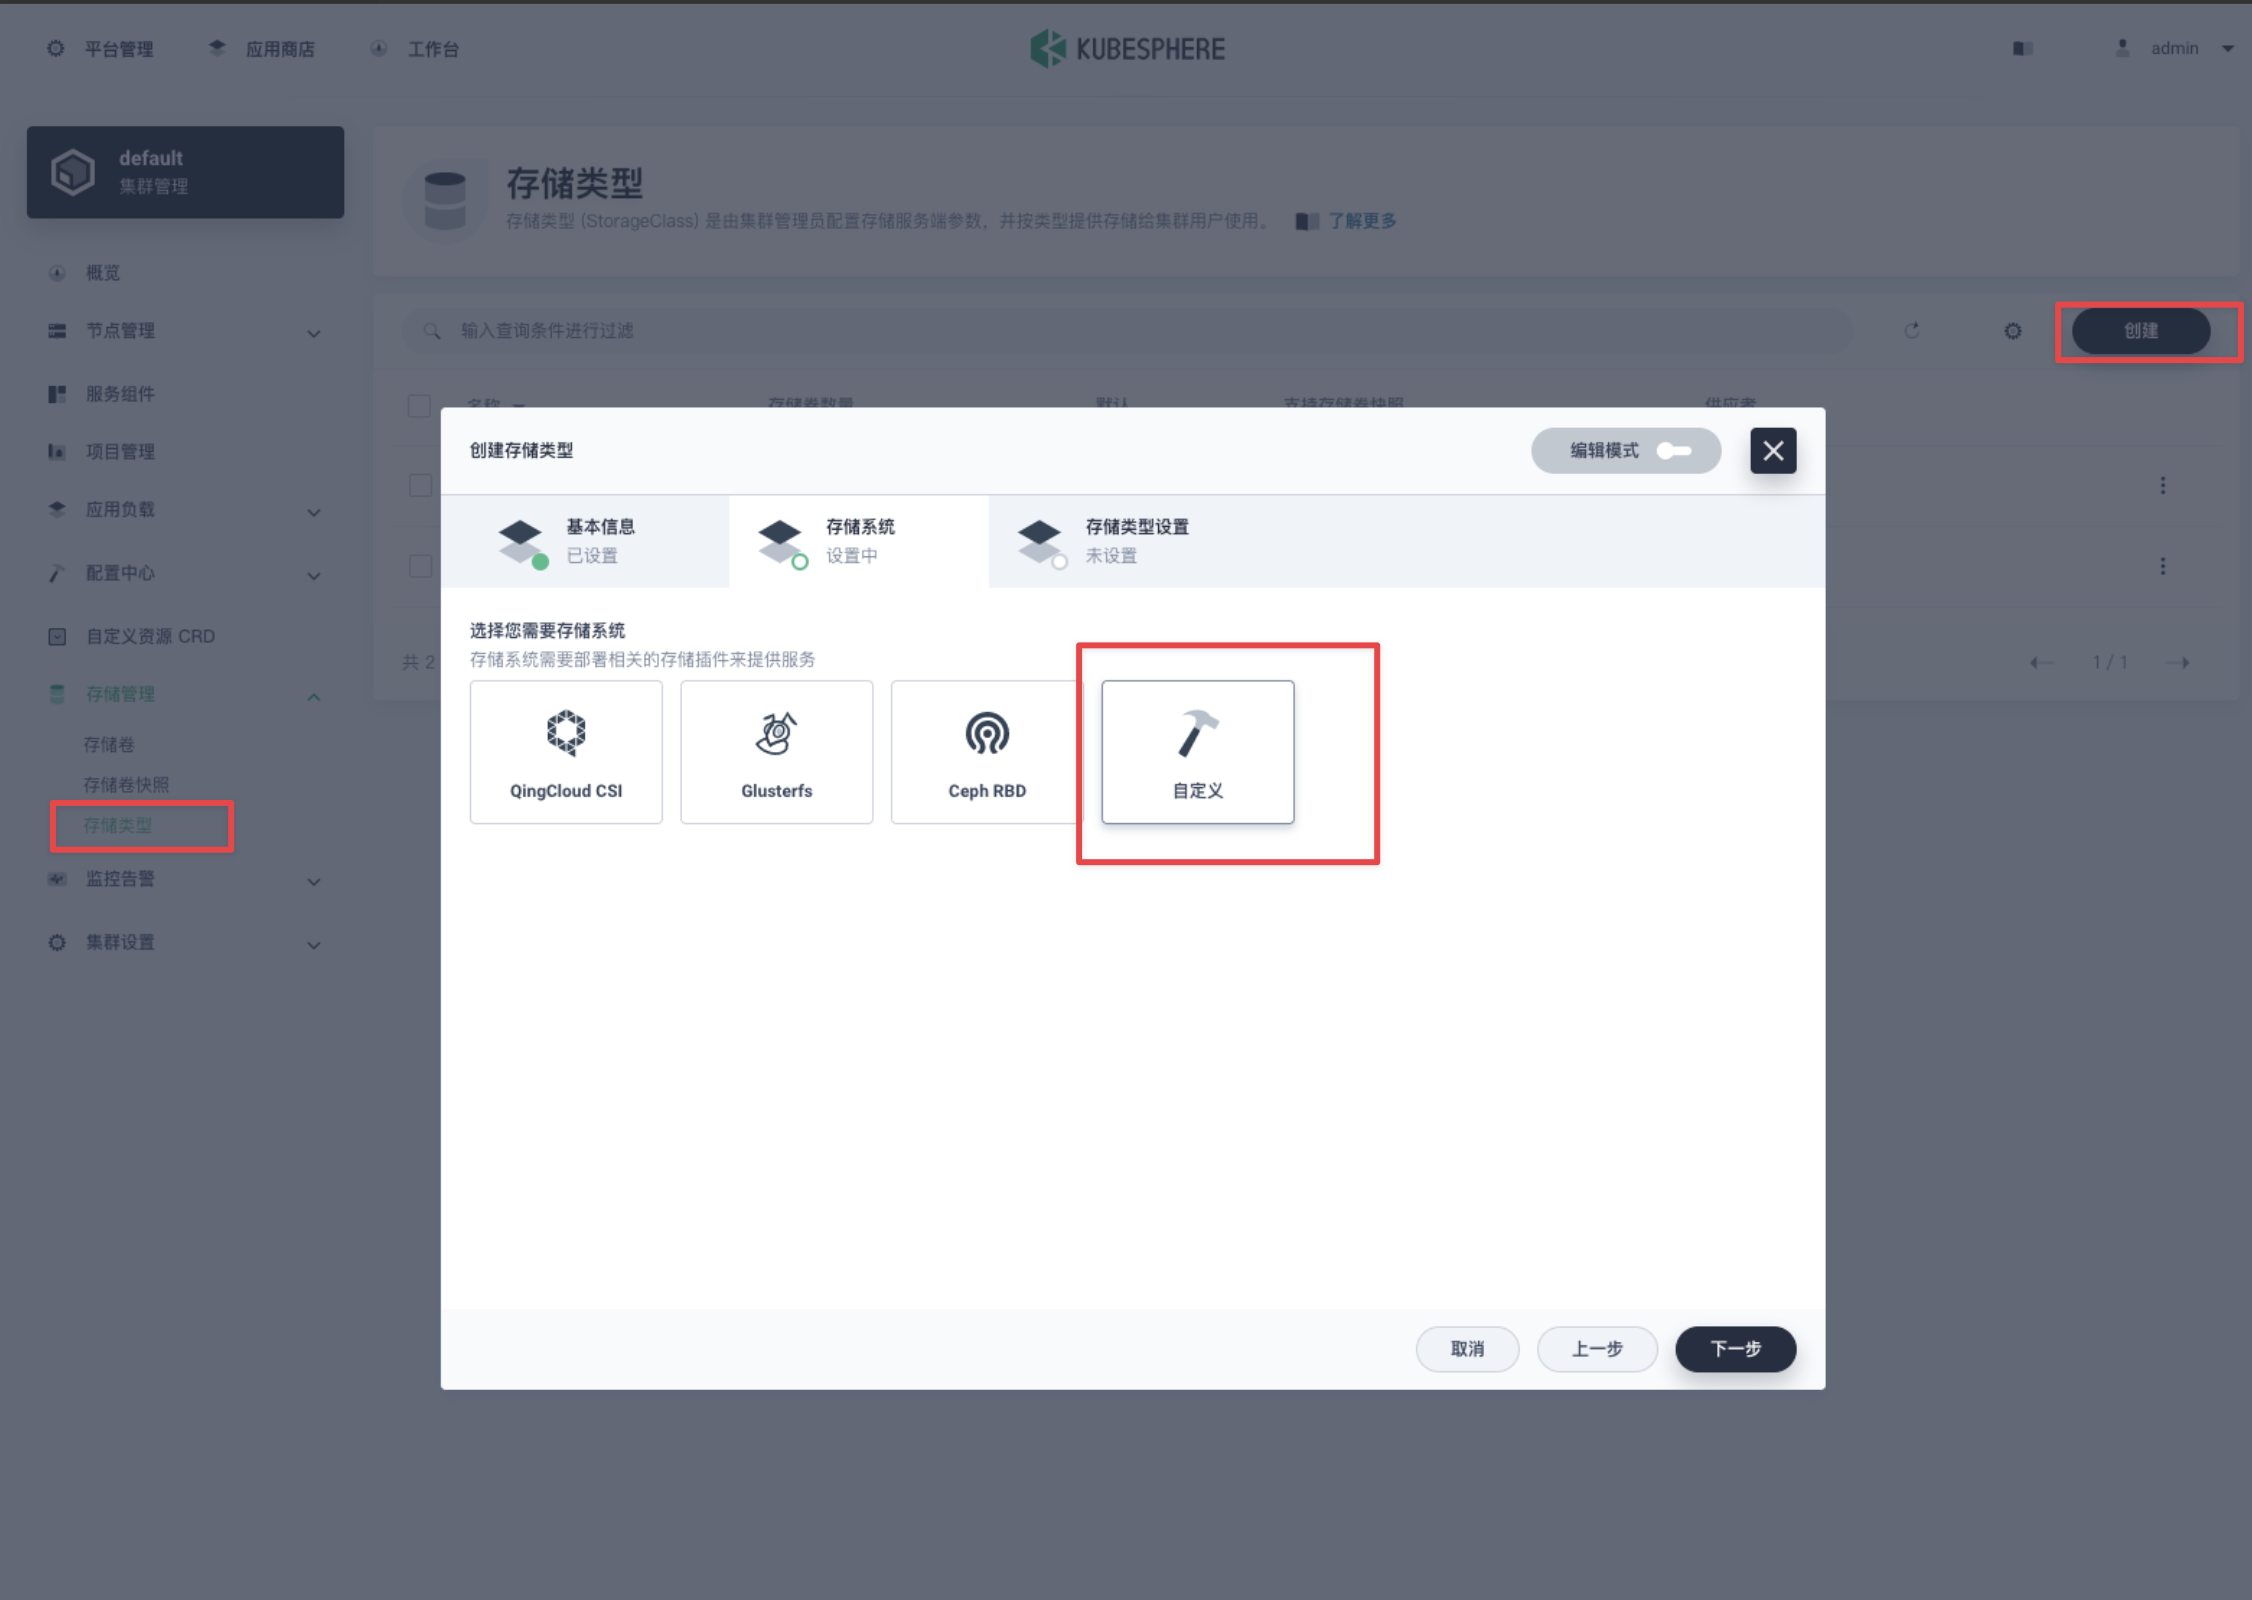 平台管理 应用商店 工作台 KUBESPHERE admin
default
集群管理
存储类型
存储类型 (StorageClass) 是由集群管理员配置存储服务端参数，并按类型提供存储给集群用户使用。 了解更多
概览
节点管理
输入查询条件进行过滤 创建
服务组件
名称 存储卷数量 默认 支持存储卷快照 供应者
项目管理
应用负载
配置中心
自定义资源 CRD
存储管理
存储卷
存储卷快照
存储类型
监控告警
集群设置
创建存储类型 编辑模式
基本信息
已设置
存储系统
设置中
存储类型设置
未设置
选择您需要存储系统
存储系统需要部署相关的存储插件来提供服务
QingCloud CSI
Glusterfs
Ceph RBD
自定义
共 2
1 / 1
取消 上一步 下一步